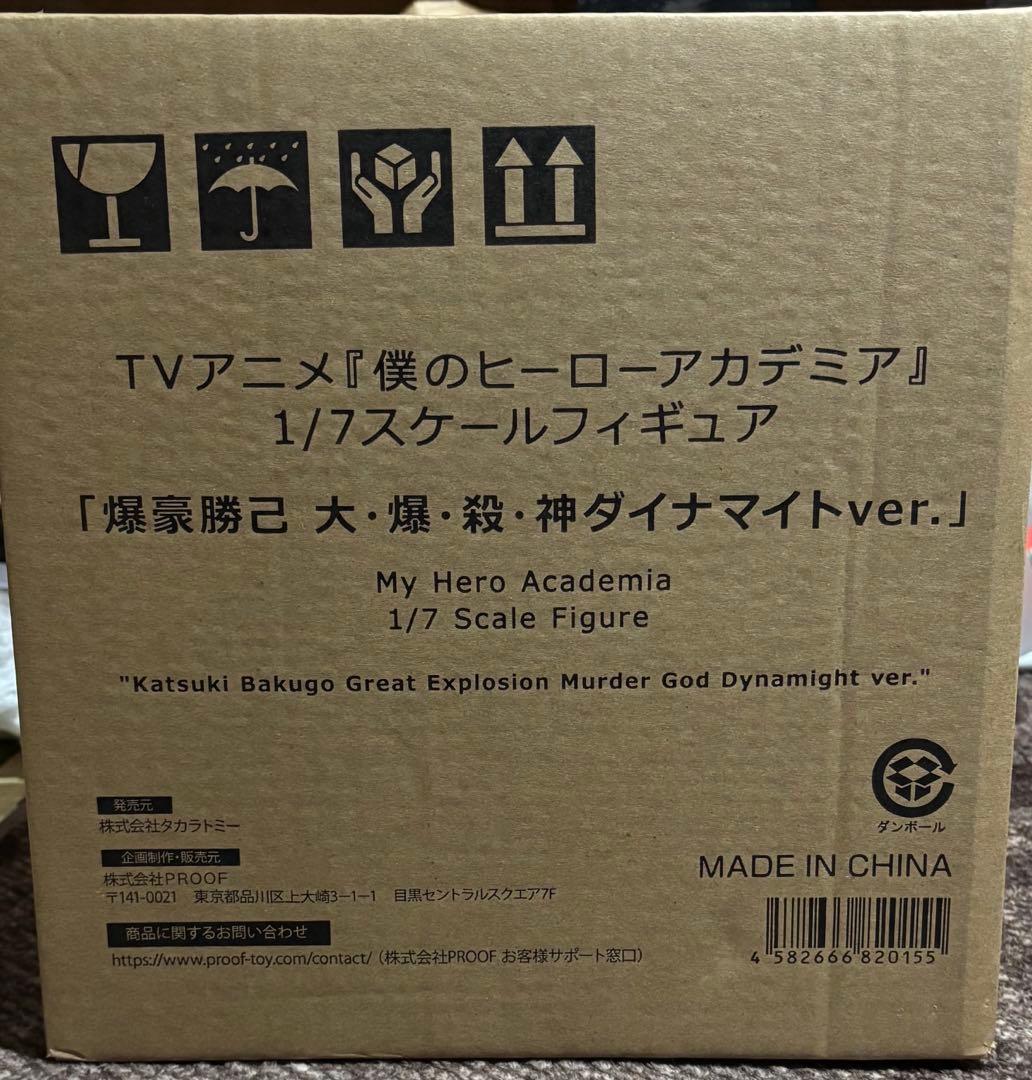 TVアニメ『僕のヒーローアカデミア』
1/7スケールフィギュア
「爆豪勝己 大・爆・殺・神ダイナマイトver.」
My Hero Academia
1/7 Scale Figure
"Katsuki Bakugo Great Explosion Murder God Dynamight ver."
発売元
株式会社タカラトミー
企画制作・販売元
株式会社PROOF
〒141-0021 東京都品川区上大崎3-1-1 目黒セントラルスクエア7F
商品に関するお問い合わせ
https://www.proof-toy.com/contact/（株式会社PROOF お客様サポート窓口）
ダンボール
MADE IN CHINA
4 582666 820155